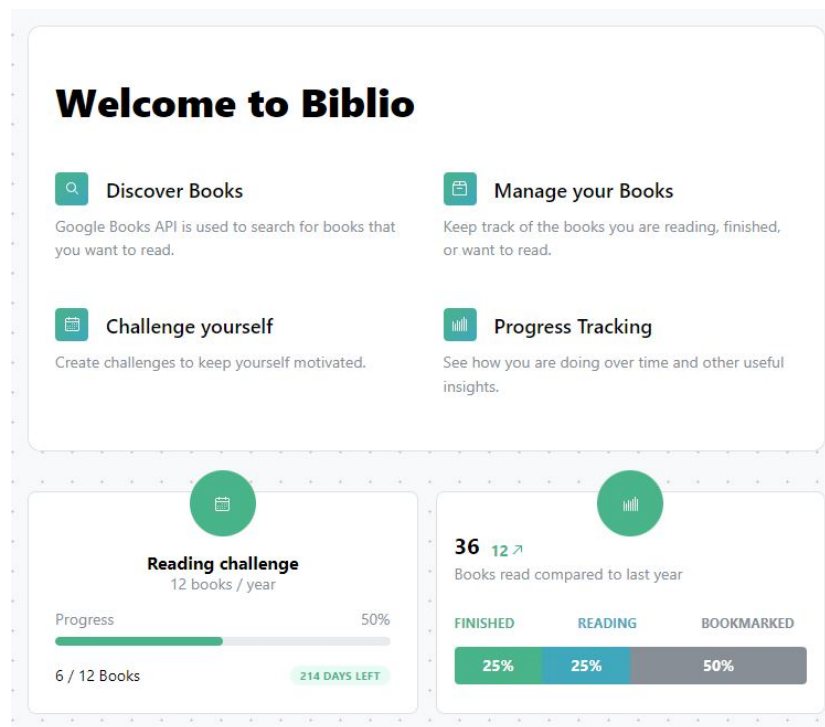 Welcome to Biblio
Discover Books
Google Books API is used to search for books that
you want to read.
Manage your Books
Keep track of the books you are reading, finished,
or want to read.
Challenge yourself
Create challenges to keep yourself motivated.
Progress Tracking
See how you are doing over time and other useful
insights.
Reading challenge
12 books / year
Progress 50%
6 / 12 Books 214 DAYS LEFT
36 12
Books read compared to last year
FINISHED READING BOOKMARKED
25% 25% 50%